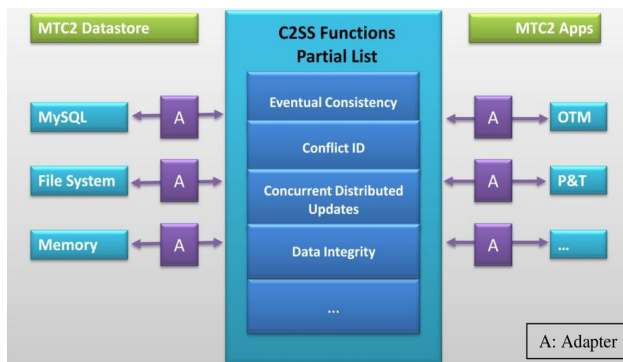 MTC2 Datastore
C2SS Functions
Partial List
MTC2 Apps
Eventual Consistency
MySQL
A
A
OTM
Conflict ID
File System
A
Concurrent Distributed
Updates
A
P&T
Memory
A
Data Integrity
A
...
...
A: Adapter